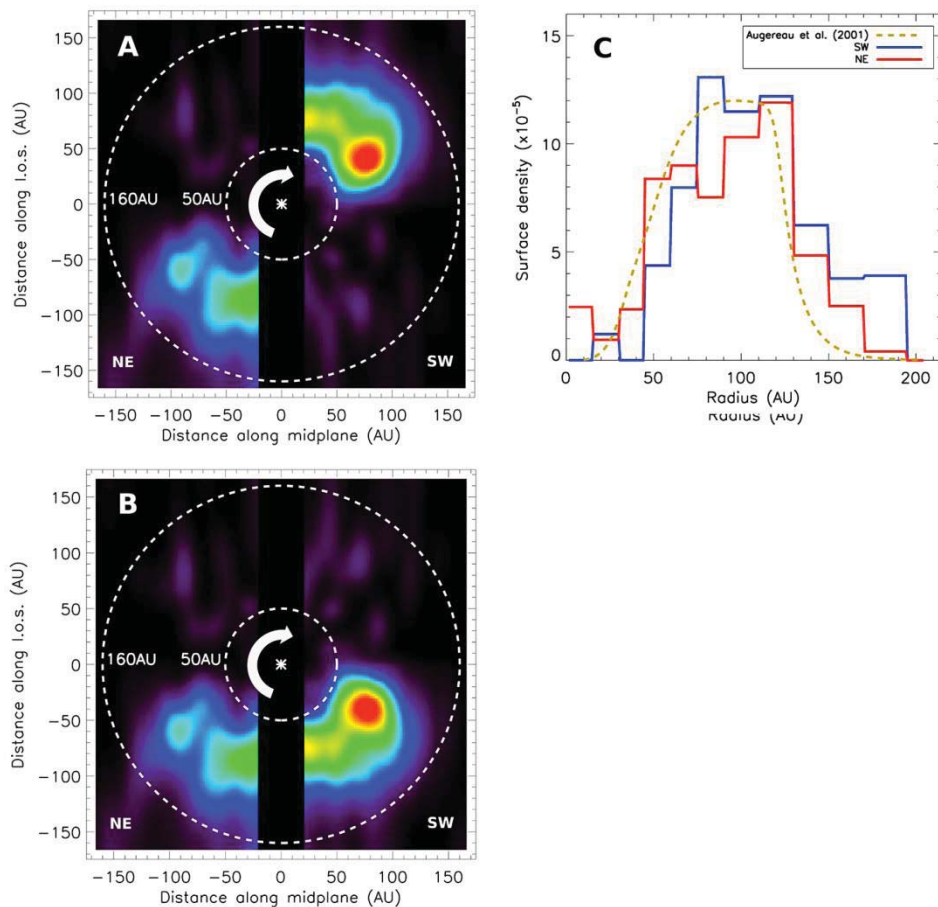 A
160AU
50AU
NE
SW
150
100
50
0
−50
−100
−150
−150 −100 −50 0 50 100 150
Distance along midplane (AU)
Distance along l.o.s. (AU)
C
Augereau et al. (2001)
SW
NE
15
10
5
0
0 50 100 150 200
Radius (AU)
Radius (AU)
Surface density (x10⁻⁵)
B
160AU
50AU
NE
SW
150
100
50
0
−50
−100
−150
−150 −100 −50 0 50 100 150
Distance along midplane (AU)
Distance along l.o.s. (AU)